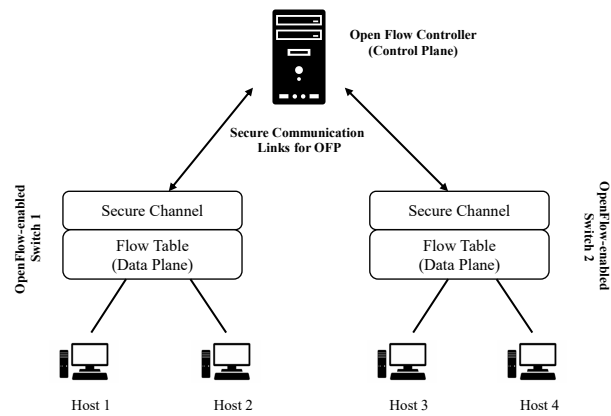 Open Flow Controller
(Control Plane)
Secure Communication
Links for OFP
OpenFlow-enabled
Switch 1
Secure Channel
Flow Table
(Data Plane)
Secure Channel
Flow Table
(Data Plane)
OpenFlow-enabled
Switch 2
Host 1
Host 2
Host 3
Host 4